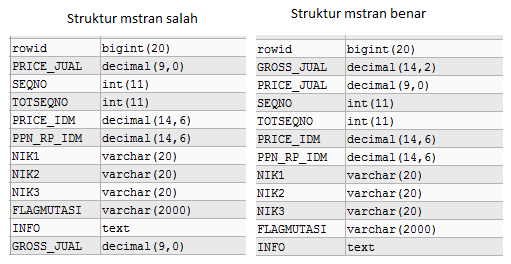 Struktur mstran salah
rowid bigint(20)
PRICE_JUAL decimal(9,0)
SEQNO int(11)
TOTSEQNO int(11)
PRICE_IDM decimal(14,6)
PPN_RP_IDM decimal(14,6)
NIK1 varchar(20)
NIK2 varchar(20)
NIK3 varchar(20)
FLAGMUTASI varchar(2000)
INFO text
GROSS_JUAL decimal(9,0)
Struktur mstran benar
rowid bigint(20)
GROSS_JUAL decimal(14,2)
PRICE_JUAL decimal(9,0)
SEQNO int(11)
TOTSEQNO int(11)
PRICE_IDM decimal(14,6)
PPN_RP_IDM decimal(14,6)
NIK1 varchar(20)
NIK2 varchar(20)
NIK3 varchar(20)
FLAGMUTASI varchar(2000)
INFO text